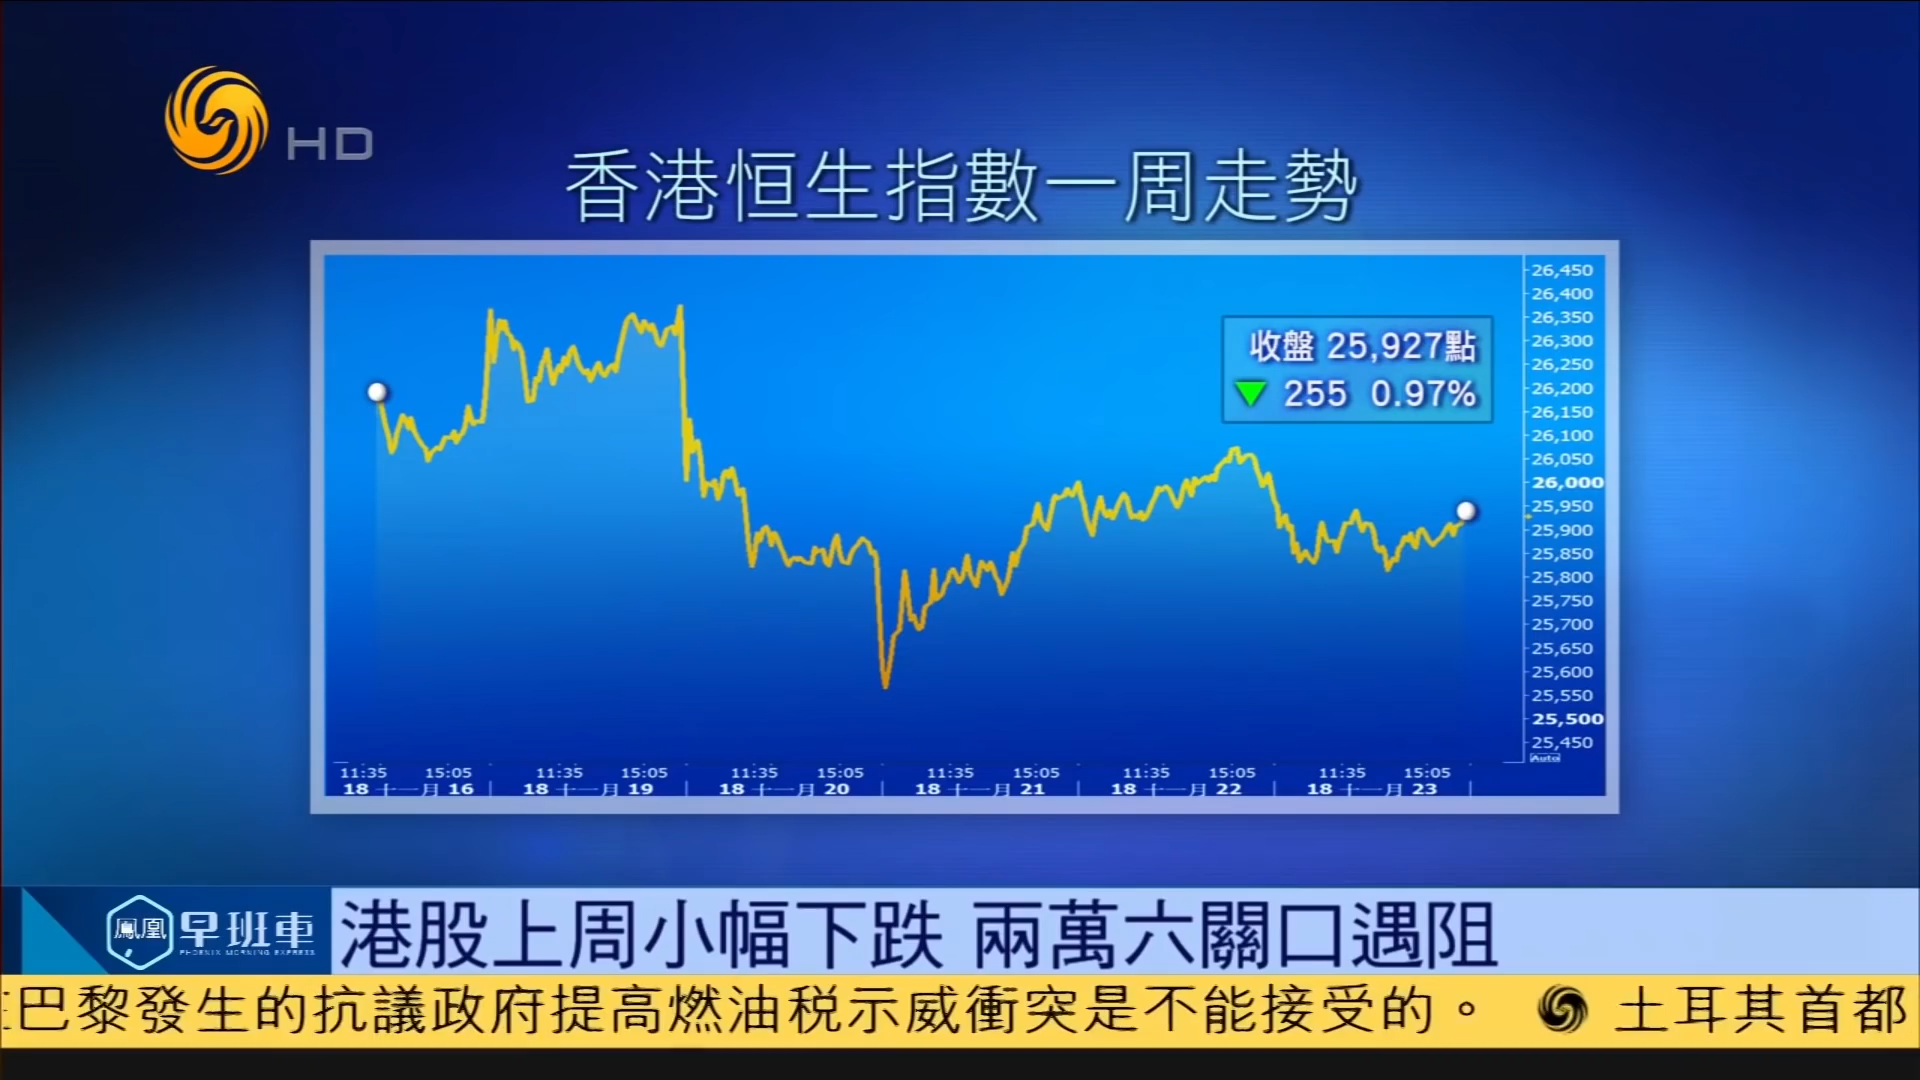 HD
香港恒生指數一周走勢
收盤 25,927點
▼ 255 0.97%
26,450
26,400
26,350
26,300
26,250
26,200
26,150
26,100
26,050
26,000
25,950
25,900
25,850
25,800
25,750
25,700
25,650
25,600
25,550
25,500
25,450
Auto
11:35 15:05 11:35 15:05 11:35 15:05 11:35 15:05 11:35 15:05 11:35 15:05
18 十一月 16 18 十一月 19 18 十一月 20 18 十一月 21 18 十一月 22 18 十一月 23
鳳凰 早班車
PHOENIX MORNING EXPRESS
港股上周小幅下跌 兩萬六關口遇阻
巴黎發生的抗議政府提高燃油税示威衝突是不能接受的。 土耳其首都